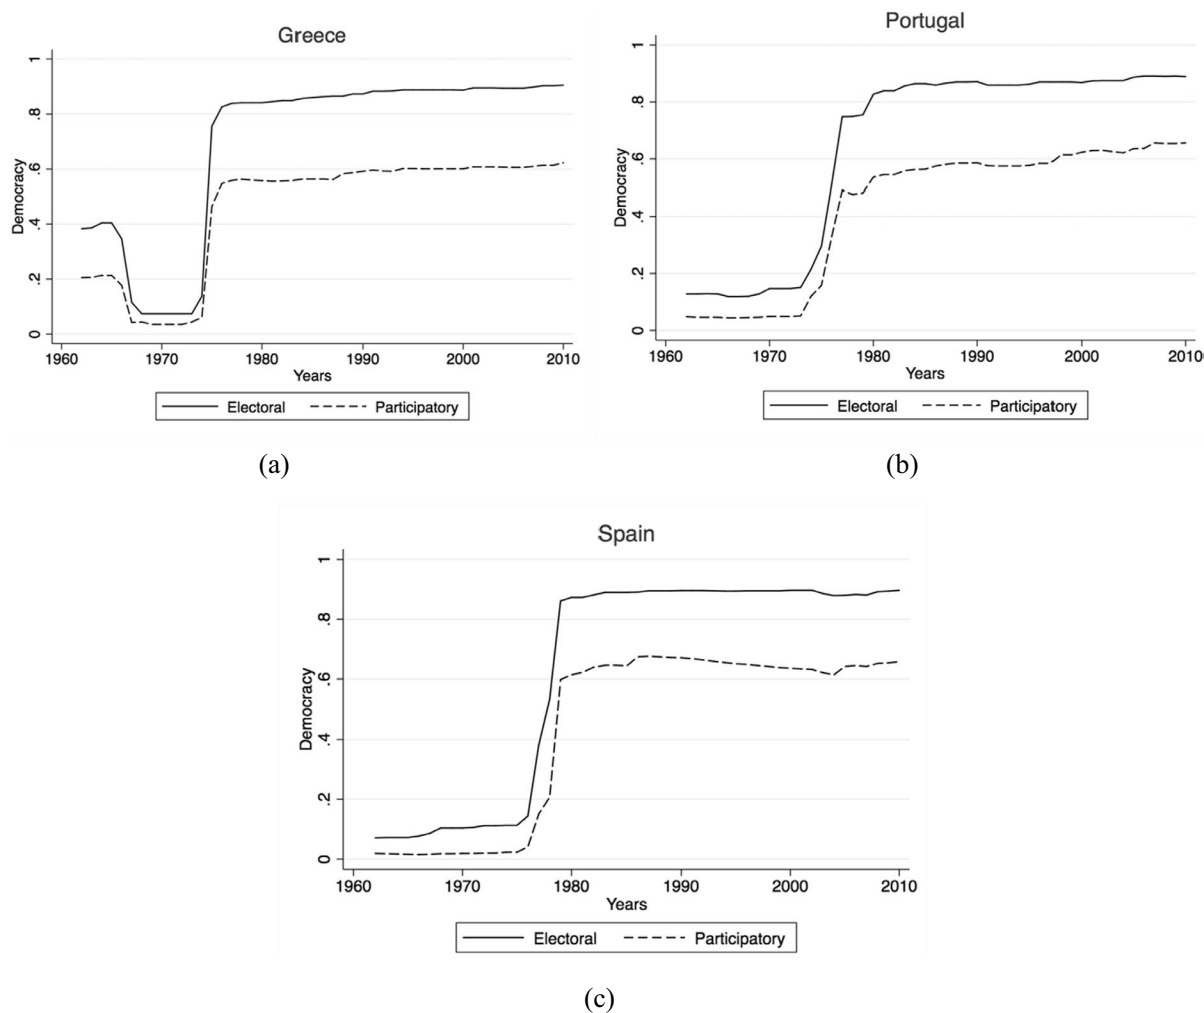 Greece
Democracy
1
.8
.6
.4
.2
0
1960 1970 1980 1990 2000 2010
Years
Electoral Participatory
(a)
Portugal
Democracy
1
.8
.6
.4
.2
0
1960 1970 1980 1990 2000 2010
Years
Electoral Participatory
(b)
Spain
Democracy
1
.8
.6
.4
.2
0
1960 1970 1980 1990 2000 2010
Years
Electoral Participatory
(c)